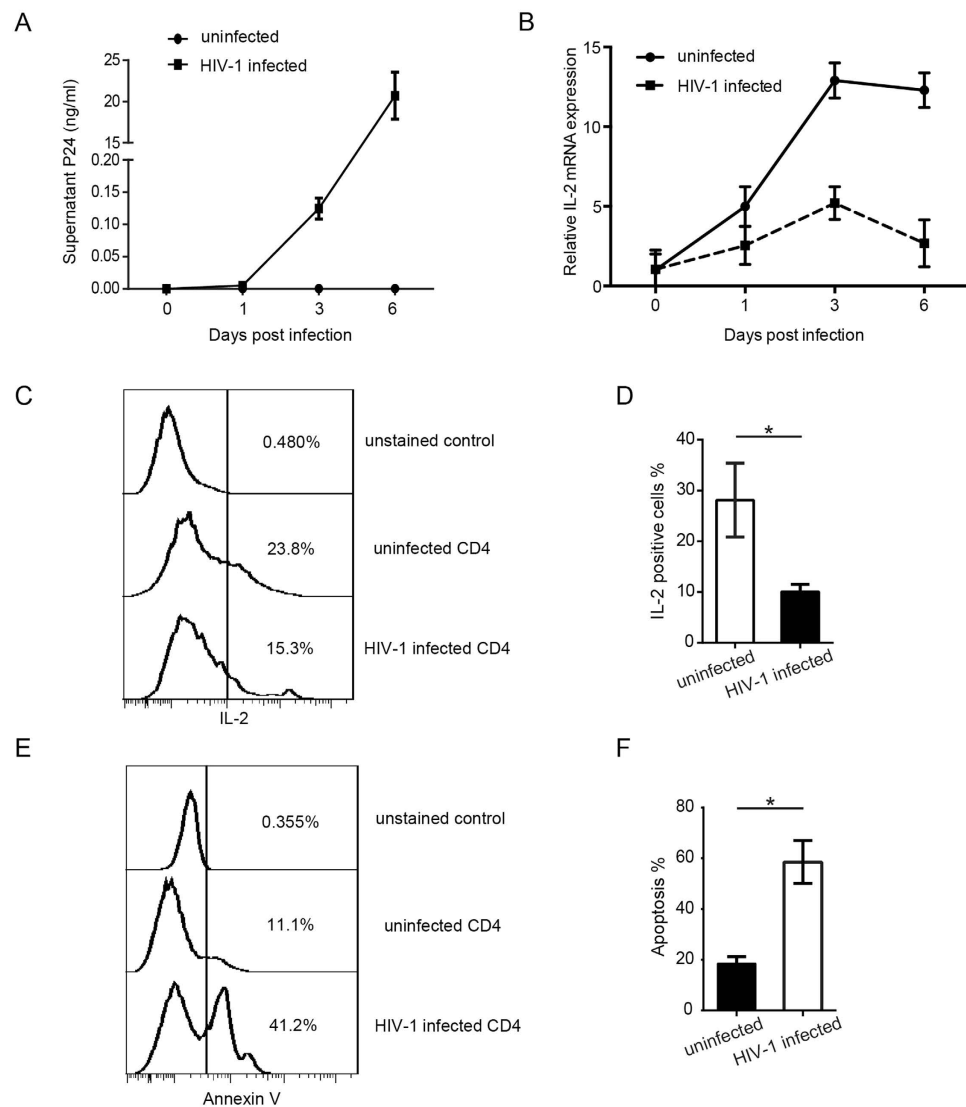 A
uninfected
HIV-1 infected
Supernatant P24 (ng/ml)
25
20
15
0.20
0.15
0.10
0.05
0.00
0 1 3 6
Days post infection
B
uninfected
HIV-1 infected
Relative IL-2 mRNA expression
15
10
5
0
0 1 3 6
Days post infection
C
0.480%
unstained control
23.8%
uninfected CD4
15.3%
HIV-1 infected CD4
IL-2
D
*
IL-2 positive cells %
40
30
20
10
0
uninfected
HIV-1 infected
E
0.355%
unstained control
11.1%
uninfected CD4
41.2%
HIV-1 infected CD4
Annexin V
F
*
Apoptosis %
80
60
40
20
0
uninfected
HIV-1 infected